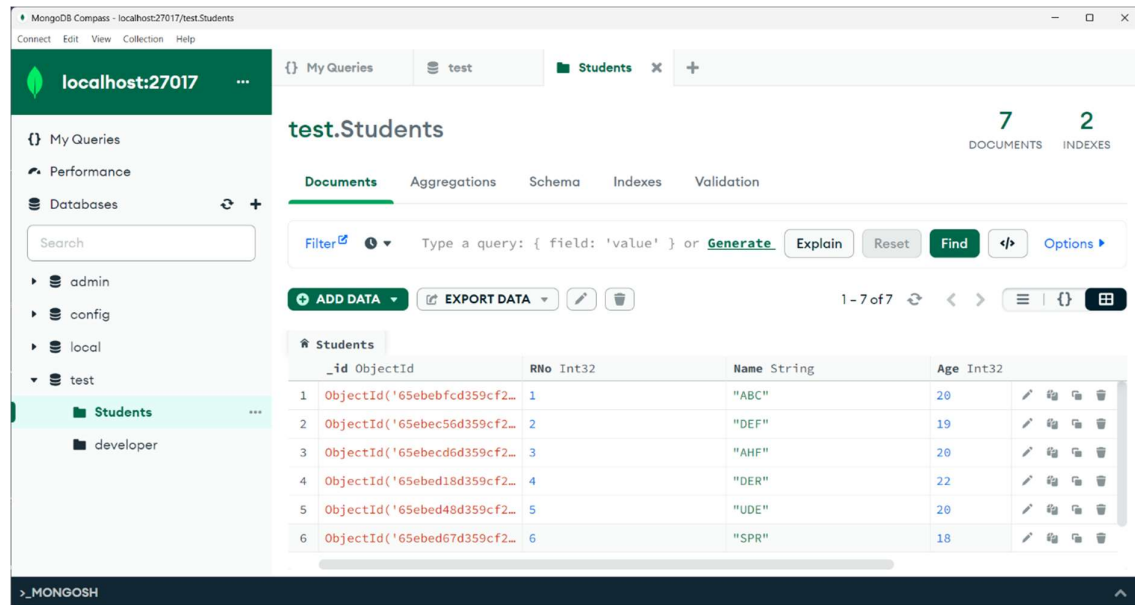 MongoDB Compass - localhost:27017/test.Students
Connect Edit View Collection Help
localhost:27017 ...
{} My Queries
Performance
Databases
Search
admin
config
local
test
Students ...
developer
{} My Queries test Students
test.Students
7
DOCUMENTS
2
INDEXES
Documents Aggregations Schema Indexes Validation
Filter Type a query: { field: 'value' } or Generate Explain Reset Find </> Options
ADD DATA EXPORT DATA 1 – 7 of 7 {}
Students
_id ObjectId RNo Int32 Name String Age Int32
1 ObjectId('65ebebfcd359cf2… 1 "ABC" 20
2 ObjectId('65ebec56d359cf2… 2 "DEF" 19
3 ObjectId('65ebecd6d359cf2… 3 "AHF" 20
4 ObjectId('65ebed18d359cf2… 4 "DER" 22
5 ObjectId('65ebed48d359cf2… 5 "UDE" 20
6 ObjectId('65ebed67d359cf2… 6 "SPR" 18
>_MONGOSH